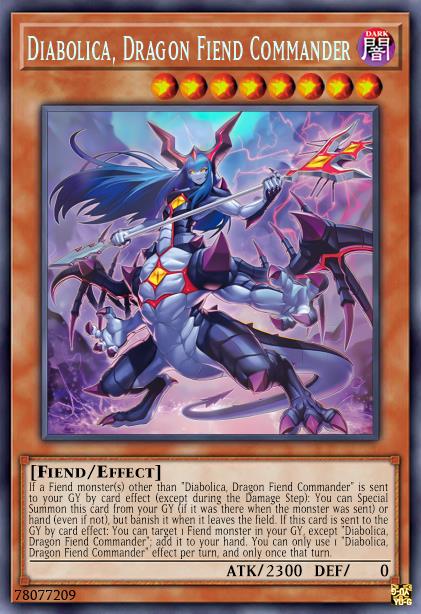 Diabolica, Dragon Fiend Commander
DARK
闇
[Fiend/Effect]
If a Fiend monster(s) other than "Diabolica, Dragon Fiend Commander" is sent
to your GY by card effect (except during the Damage Step): You can Special
Summon this card from your GY (if it was there when the monster was sent) or
hand (even if not), but banish it when it leaves the field. If this card is sent to the
GY by card effect: You can target 1 Fiend monster in your GY, except "Diabolica,
Dragon Fiend Commander"; add it to your hand. You can only use 1 "Diabolica,
Dragon Fiend Commander" effect per turn, and only once that turn.
ATK/2300 DEF/ 0
78077209